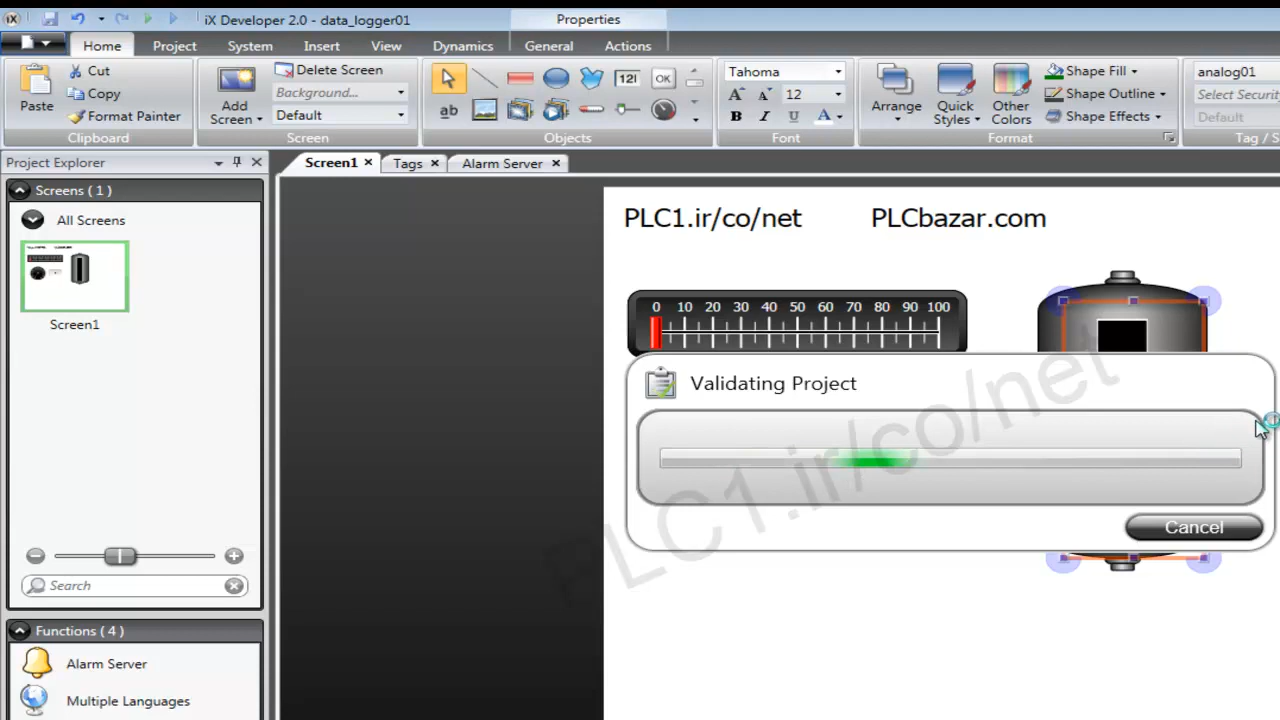 iX Developer 2.0 - data_logger01
Properties
Home
Project
System
Insert
View
Dynamics
General
Actions
Paste
Cut
Copy
Format Painter
Clipboard
Add
Screen
Delete Screen
Background...
Default
Screen
ab
OK
Objects
Tahoma
A A 12
B I U A
Font
Arrange
Quick
Styles
Other
Colors
Shape Fill
Shape Outline
Shape Effects
Format
analog01
Select Securit
Default
Tag / S
Project Explorer
Screen1
Tags
Alarm Server
Screens ( 1 )
All Screens
Screen1
Search
Functions ( 4 )
Alarm Server
Multiple Languages
PLC1.ir/co/net PLCbazar.com
0 10 20 30 40 50 60 70 80 90 100
Validating Project
Cancel
PLC1.ir/co/net